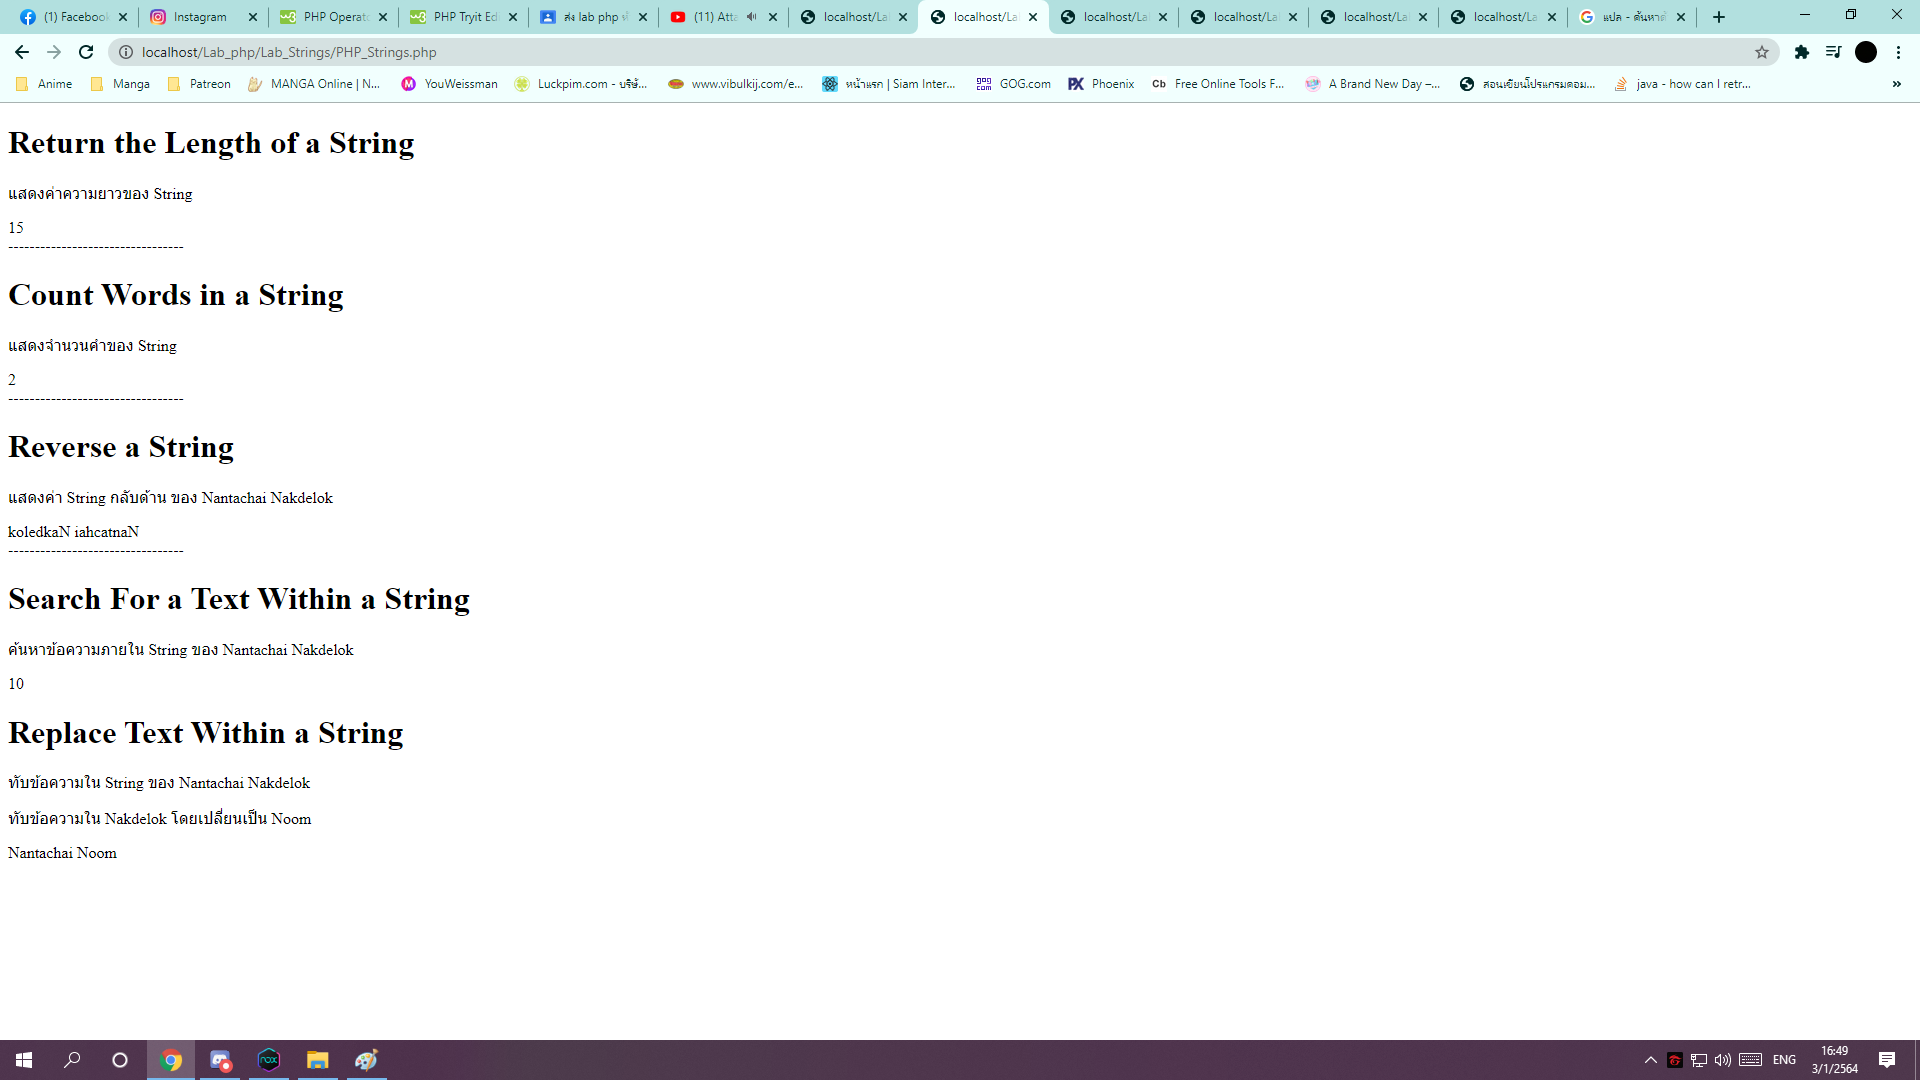 (1) Facebook
Instagram
PHP Operato
PHP Tryit Edi
ส่ง lab php ที
(11) Atta
localhost/La
localhost/La
localhost/La
localhost/La
localhost/La
localhost/La
แปล - ค้นหาด้
localhost/Lab_php/Lab_Strings/PHP_Strings.php
Anime
Manga
Patreon
MANGA Online | N...
YouWeissman
Luckpim.com - บริษั...
www.vibulkij.com/e...
หน้าแรก | Siam Inter...
GOG.com
Phoenix
Cb Free Online Tools F...
A Brand New Day –...
สอนเขียนโปรแกรมคอม...
java - how can I retr...
»
Return the Length of a String
แสดงค่าความยาวของ String
15
---------------------------------
Count Words in a String
แสดงจำนวนคำของ String
2
---------------------------------
Reverse a String
แสดงค่า String กลับด้าน ของ Nantachai Nakdelok
koledkaN iahcatnaN
---------------------------------
Search For a Text Within a String
ค้นหาข้อความภายใน String ของ Nantachai Nakdelok
10
Replace Text Within a String
ทับข้อความใน String ของ Nantachai Nakdelok
ทับข้อความใน Nakdelok โดยเปลี่ยนเป็น Noom
Nantachai Noom
ENG
16:49
3/1/2564